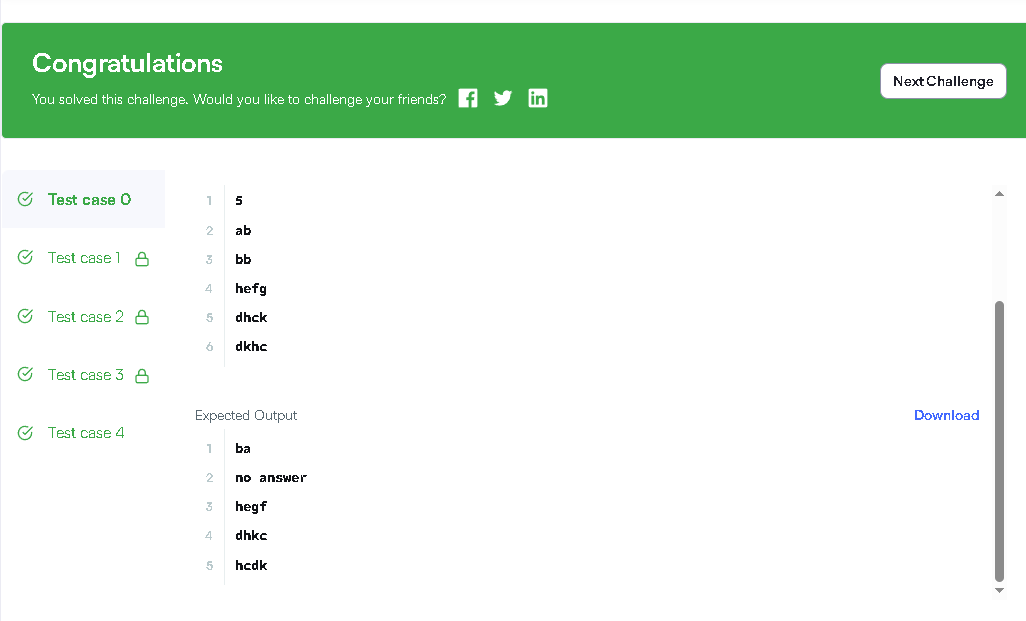 Congratulations
You solved this challenge. Would you like to challenge your friends?
Next Challenge
Test case 0
Test case 1
Test case 2
Test case 3
Test case 4
1 5
2 ab
3 bb
4 hefg
5 dhck
6 dkhc
Expected Output
Download
1 ba
2 no answer
3 hegf
4 dhkc
5 hcdk